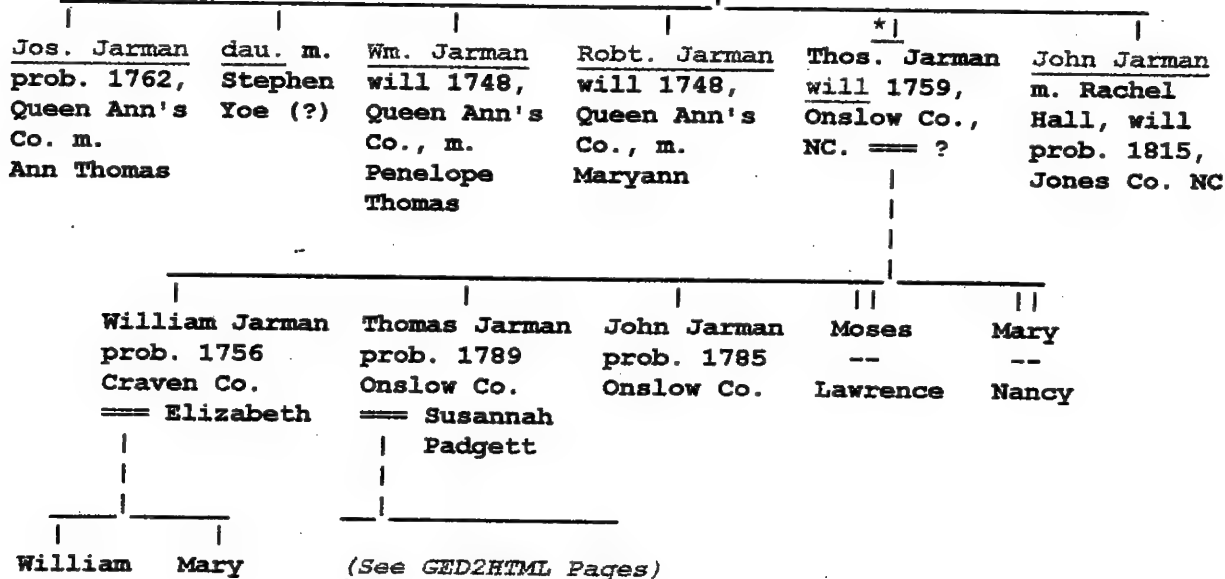 *
Jos. Jarman
prob. 1762,
Queen Ann's
Co. m.
Ann Thomas
dau. m.
Stephen
Yoe (?)
Wm. Jarman
will 1748,
Queen Ann's
Co., m.
Penelope
Thomas
Robt. Jarman
will 1748,
Queen Ann's
Co., m.
Maryann
Thos. Jarman
will 1759,
Onslow Co.,
NC. === ?
John Jarman
m. Rachel
Hall, will
prob. 1815,
Jones Co. NC
William Jarman
prob. 1756
Craven Co.
=== Elizabeth
Thomas Jarman
prob. 1789
Onslow Co.
=== Susannah
Padgett
John Jarman
prob. 1785
Onslow Co.
Moses
--
Lawrence
Mary
--
Nancy
William
Mary
(See GED2HTML Pages)